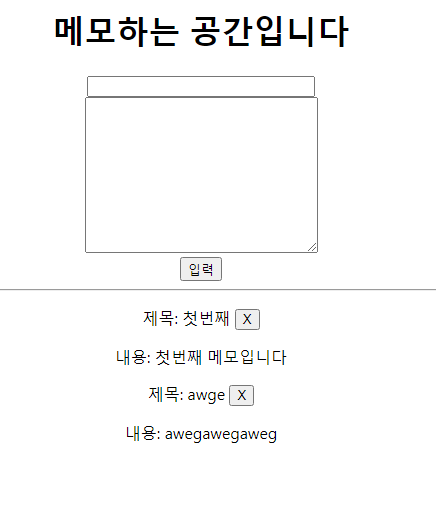 메모하는 공간입니다
입력
제목: 첫번째 X
내용: 첫번째 메모입니다
제목: awge X
내용: awegawegaweg